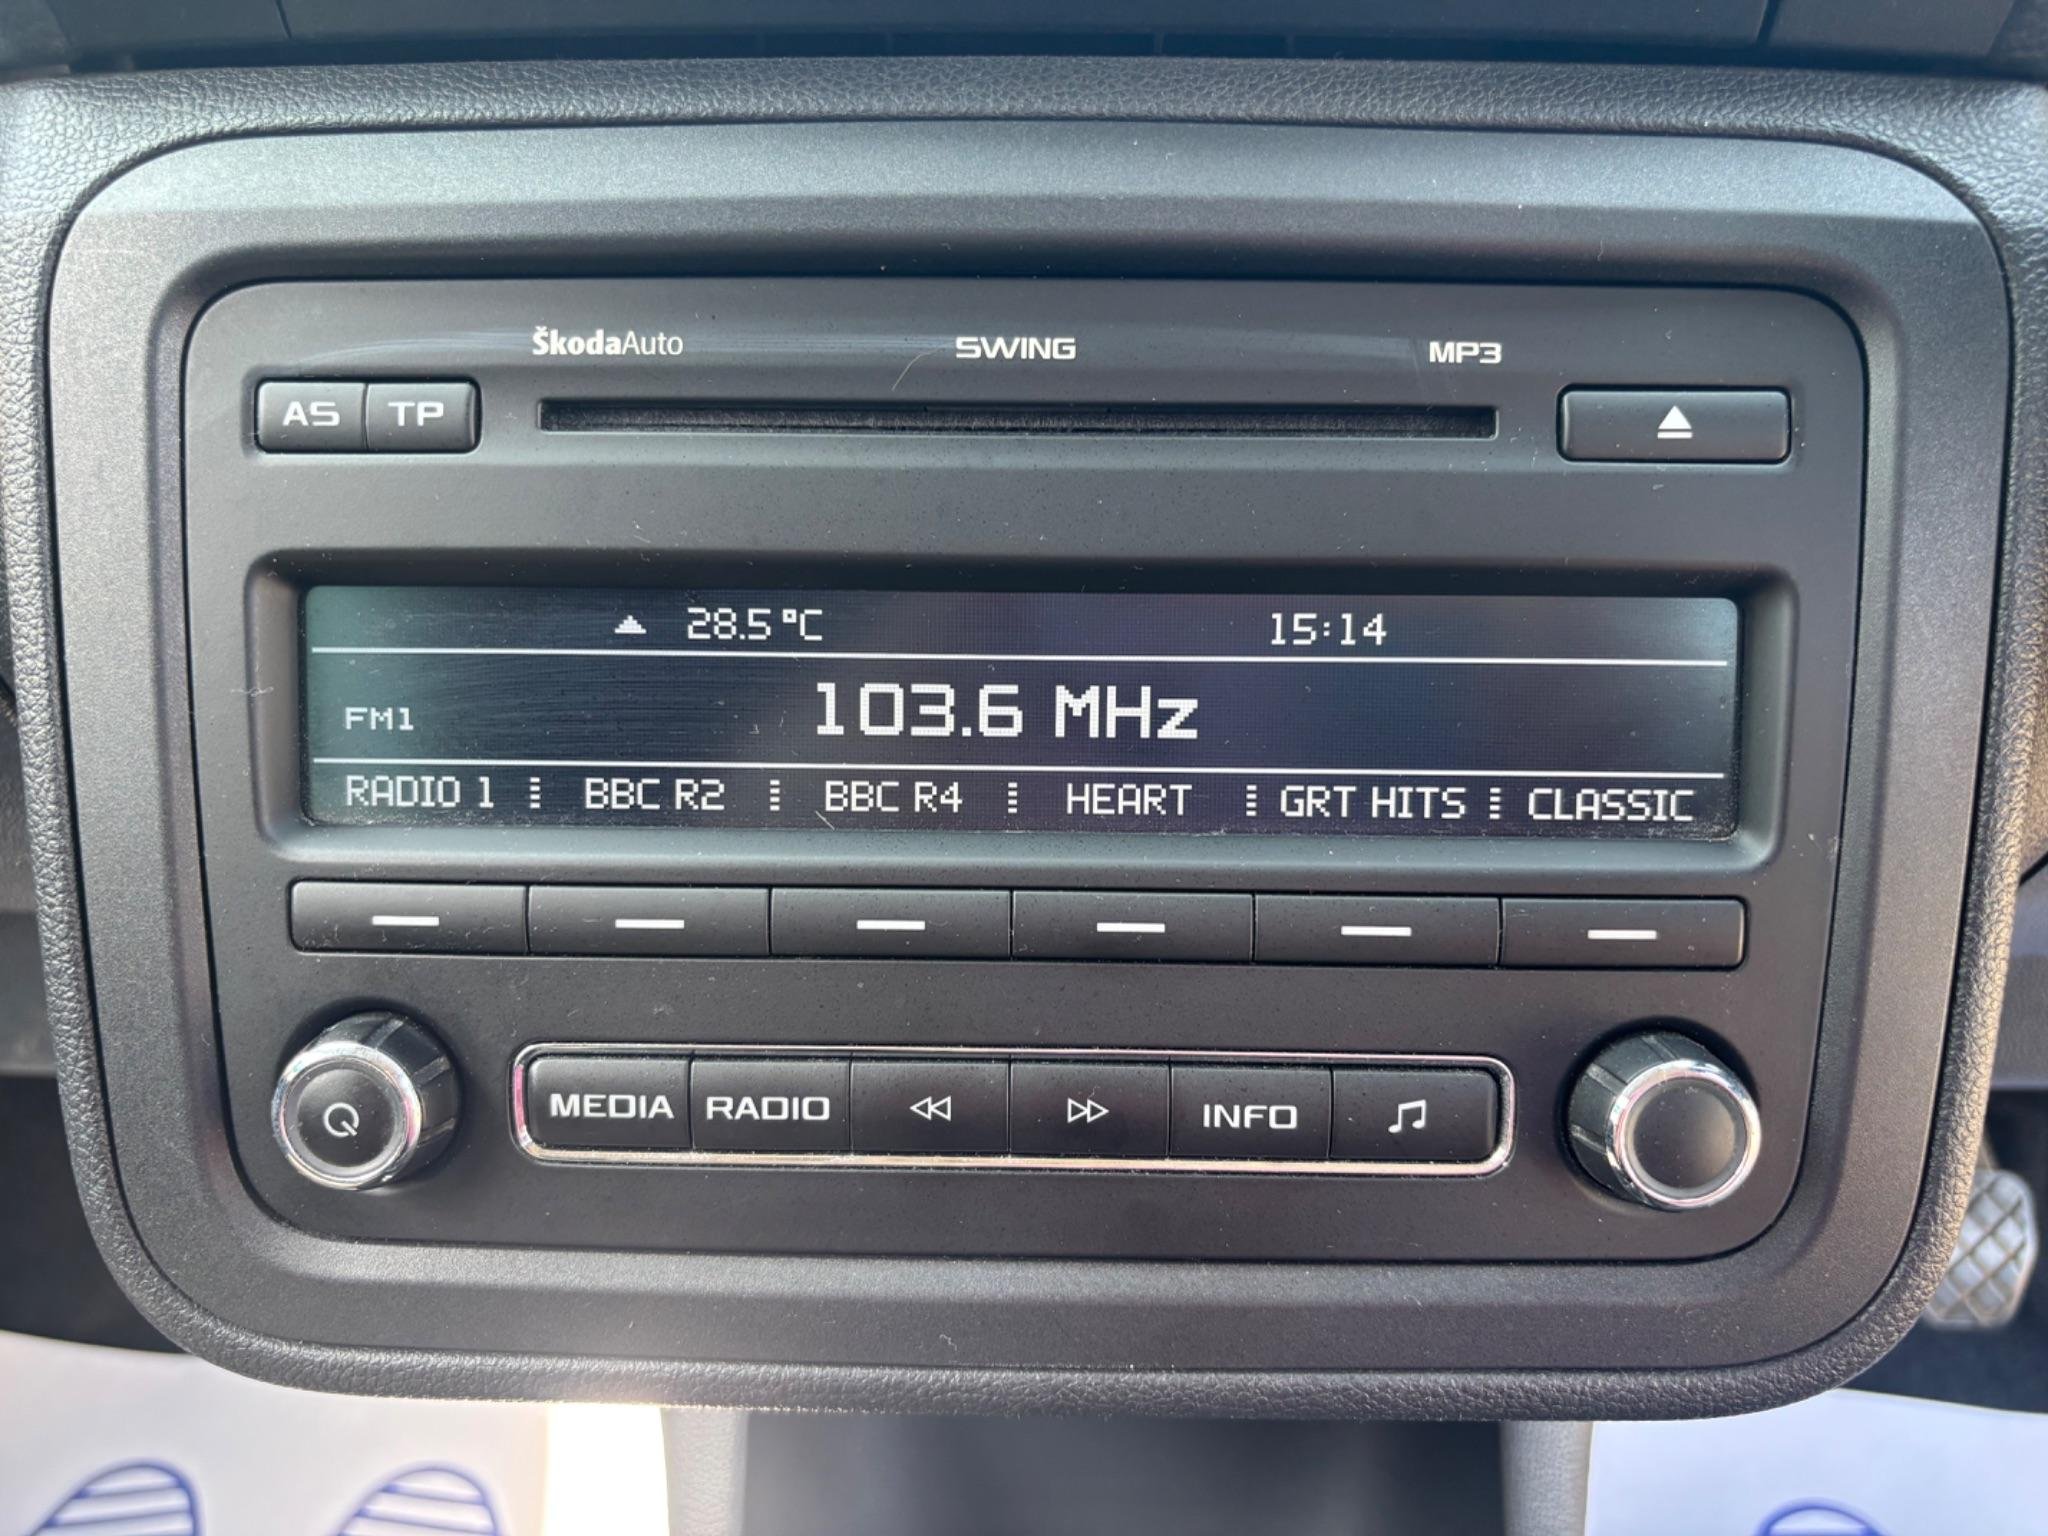 ŠkodaAuto SWING MP3
AS TP
28.5 °C 15:14
FM1 103.6 MHz
RADIO 1 BBC R2 BBC R4 HEART GRT HITS CLASSIC
MEDIA RADIO INFO